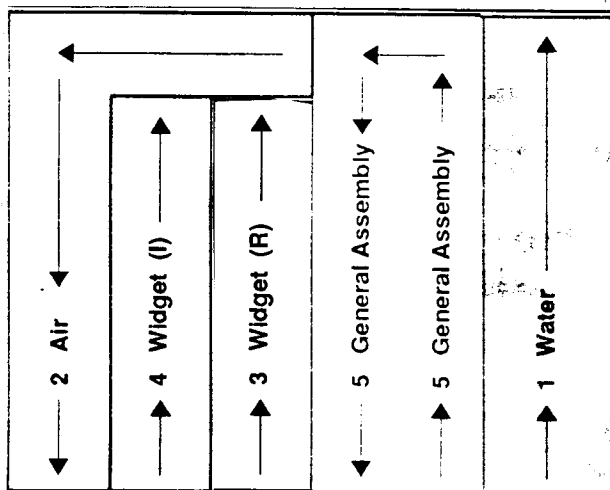 2 Air
4 Widget (I)
3 Widget (R)
5 General Assembly
5 General Assembly
1 Water